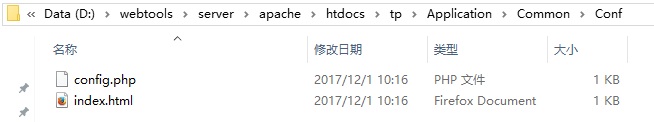 « Data (D:) › webtools › server › apache › htdocs › tp › Application › Common › Conf
名称 修改日期 类型 大小
config.php 2017/12/1 10:16 PHP 文件 1 KB
index.html 2017/12/1 10:16 Firefox Document 1 KB